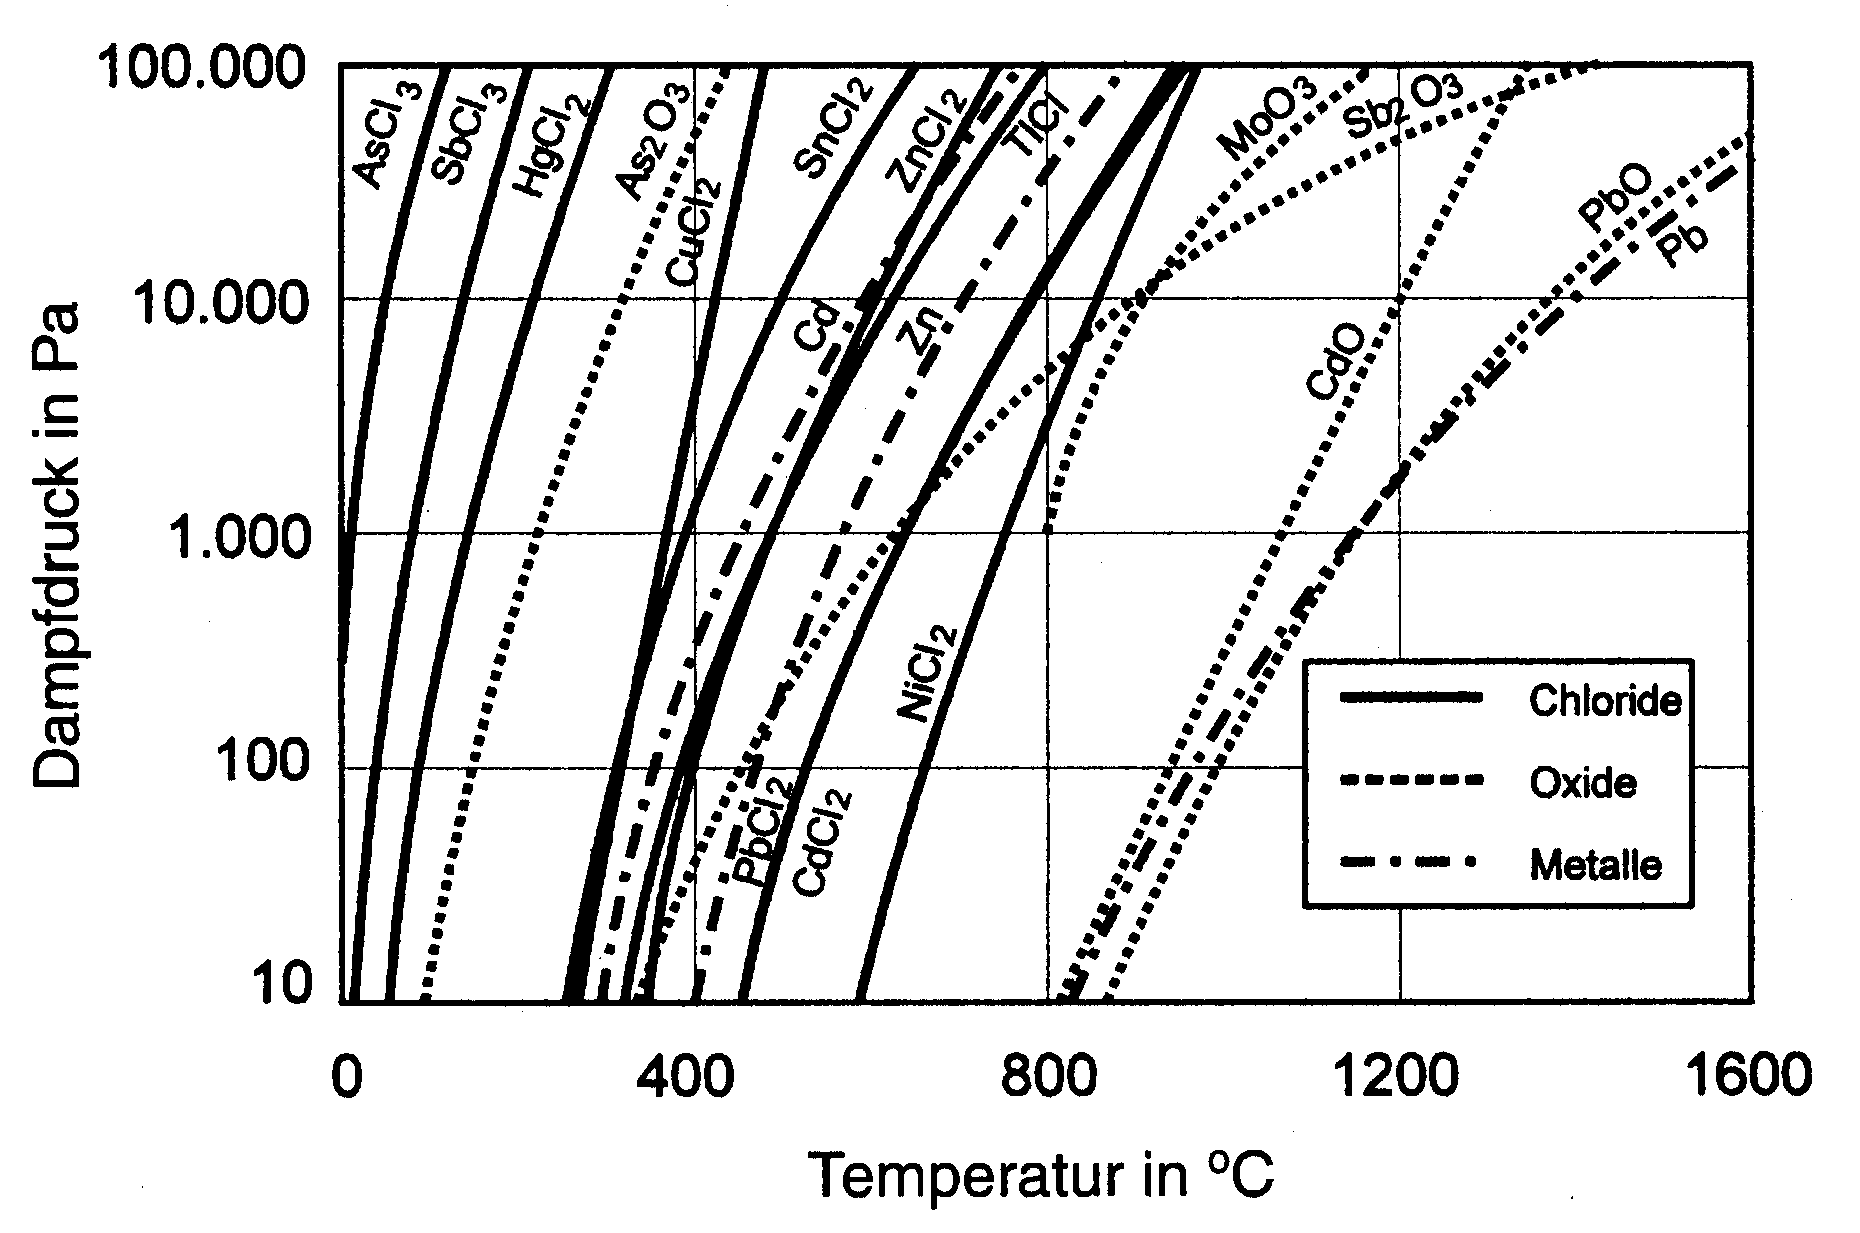 Dampfdruck in Pa
100.000
10.000
1.000
100
10
AsCl3
SbCl3
HgCl2
As2O3
CuCl2
SnCl2
ZnCl2
TlCl
MoO3
Sb2O3
PbO
Pb
Cd
Zn
CdO
NiCl2
PbCl2
CdCl2
Chloride
Oxide
Metalle
0 400 800 1200 1600
Temperatur in ºC